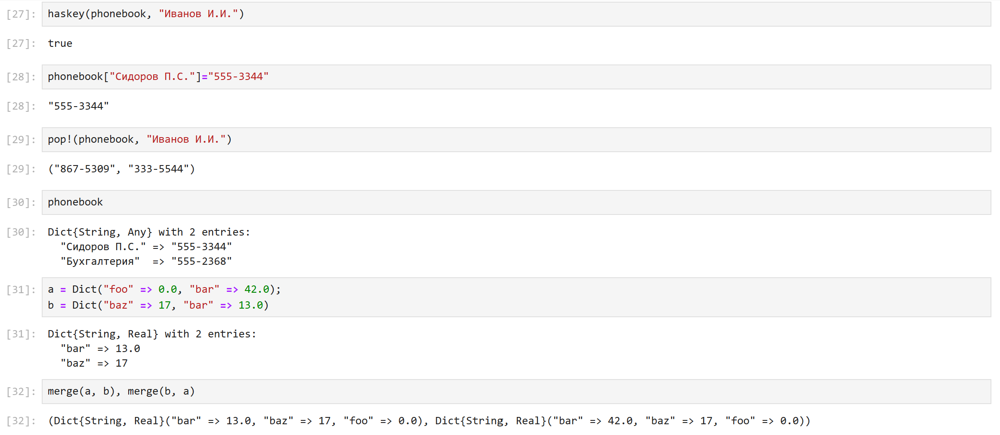 [27]: haskey(phonebook, "Иванов И.И.")
[27]: true
[28]: phonebook["Сидоров П.С."]="555-3344"
[28]: "555-3344"
[29]: pop!(phonebook, "Иванов И.И.")
[29]: ("867-5309", "333-5544")
[30]: phonebook
[30]: Dict{String, Any} with 2 entries:
"Сидоров П.С." => "555-3344"
"Бухгалтерия"  => "555-2368"
[31]: a = Dict("foo" => 0.0, "bar" => 42.0);
b = Dict("baz" => 17, "bar" => 13.0)
[31]: Dict{String, Real} with 2 entries:
"bar" => 13.0
"baz" => 17
[32]: merge(a, b), merge(b, a)
[32]: (Dict{String, Real}("bar" => 13.0, "baz" => 17, "foo" => 0.0), Dict{String, Real}("bar" => 42.0, "baz" => 17, "foo" => 0.0))